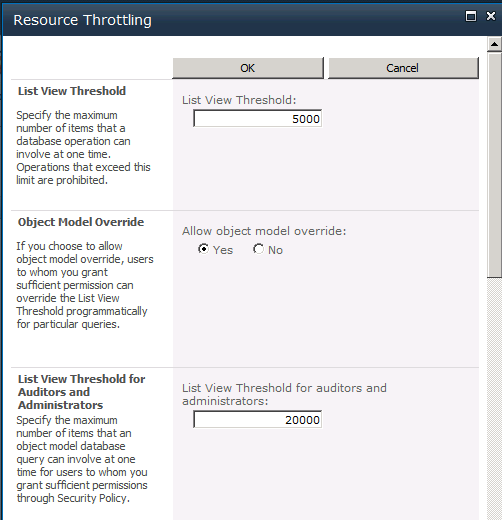 Resource Throttling
OK
Cancel
List View Threshold
Specify the maximum
number of items that a
database operation can
involve at one time.
Operations that exceed this
limit are prohibited.
List View Threshold:
5000
Object Model Override
If you choose to allow
object model override, users
to whom you grant
sufficient permission can
override the List View
Threshold programmatically
for particular queries.
Allow object model override:
Yes
No
List View Threshold for
Auditors and
Administrators
Specify the maximum
number of items that an
object model database
query can involve at one
time for users to whom you
grant sufficient permissions
through Security Policy.
List View Threshold for auditors and
administrators:
20000